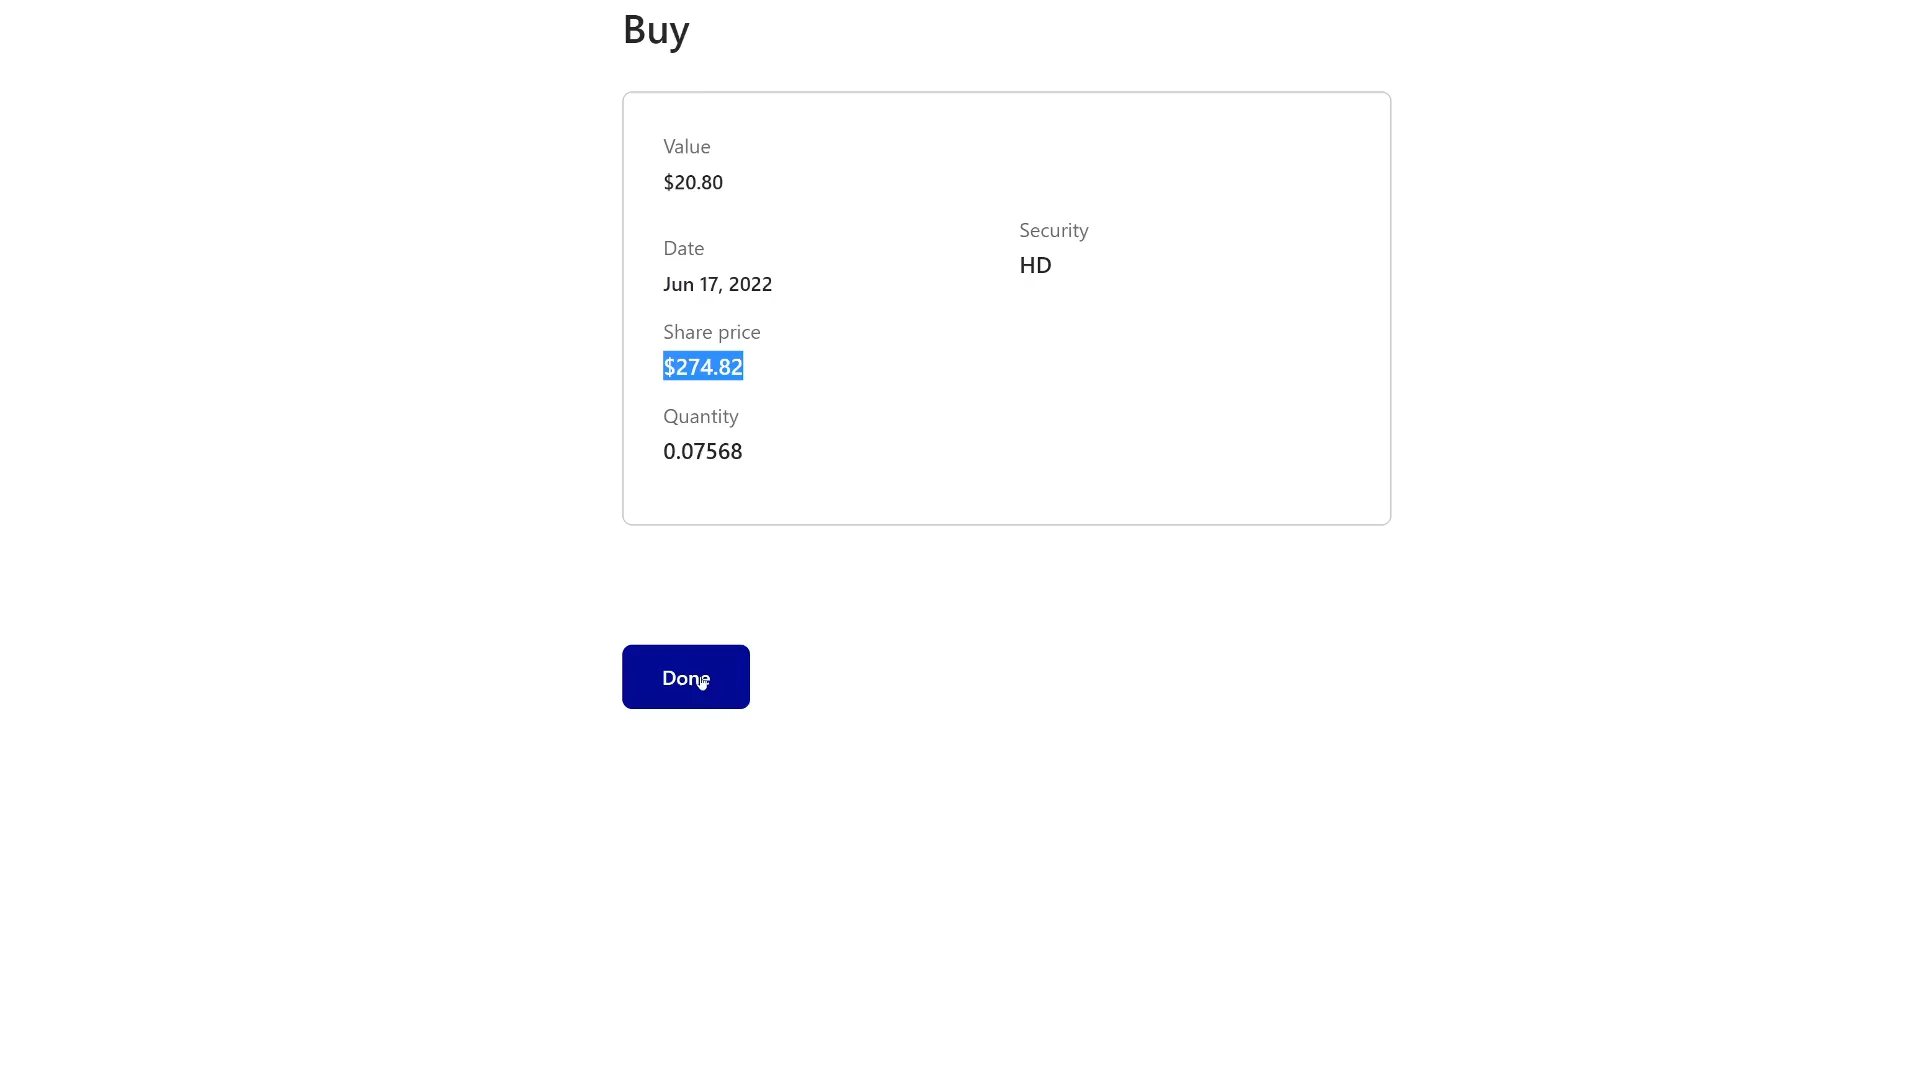 Buy
Value
$20.80
Date
Jun 17, 2022
Security
HD
Share price
$274.82
Quantity
0.07568
Done